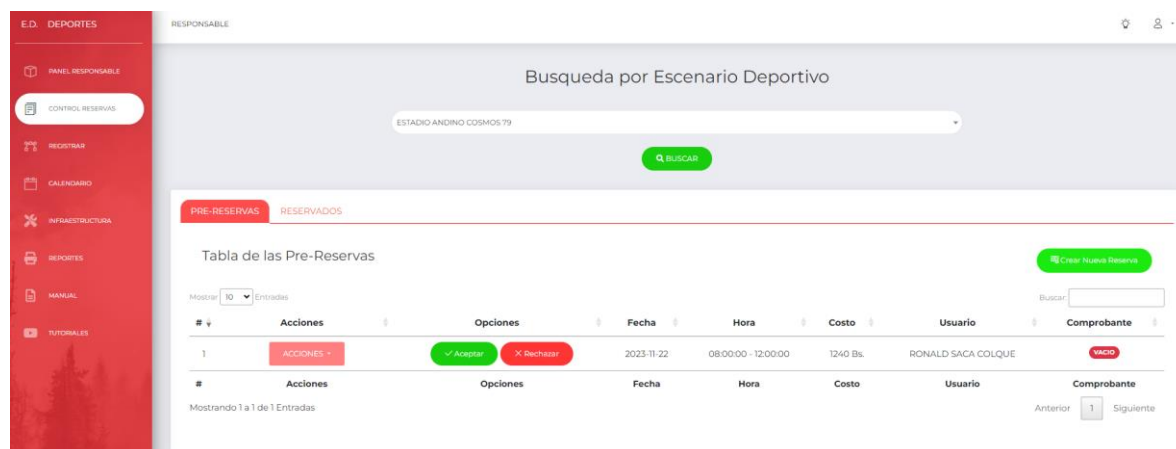 E.D. DEPORTES
RESPONSABLE
PANEL RESPONSABLE
CONTROL RESERVAS
REGISTRAR
CALENDARIO
INFRAESTRUCTURA
REPORTES
MANUAL
TUTORIALES
Busqueda por Escenario Deportivo
ESTADIO ANDINO COSMOS 79
BUSCAR
PRE-RESERVAS RESERVADOS
Tabla de las Pre-Reservas
Crear Nueva Reserva
Mostrar 10 Entradas Buscar:
# Acciones Opciones Fecha Hora Costo Usuario Comprobante
1 ACCIONES Aceptar Rechazar 2023-11-22 08:00:00 - 12:00:00 1240 Bs. RONALD SACA COLQUE VACIO
# Acciones Opciones Fecha Hora Costo Usuario Comprobante
Mostrando 1 a 1 de 1 Entradas Anterior 1 Siguiente